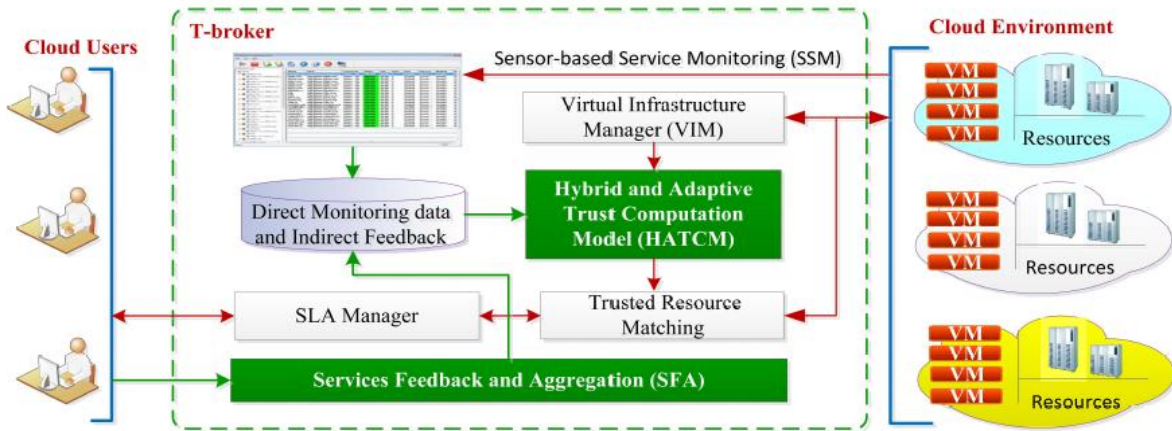 Cloud Users
T-broker
Cloud Environment
Sensor-based Service Monitoring (SSM)
Virtual Infrastructure
Manager (VIM)
Hybrid and Adaptive
Trust Computation
Model (HATCM)
Direct Monitoring data
and Indirect Feedback
SLA Manager
Trusted Resource
Matching
Services Feedback and Aggregation (SFA)
VM
VM
VM
VM
Resources
VM
VM
VM
VM
Resources
VM
VM
VM
VM
Resources